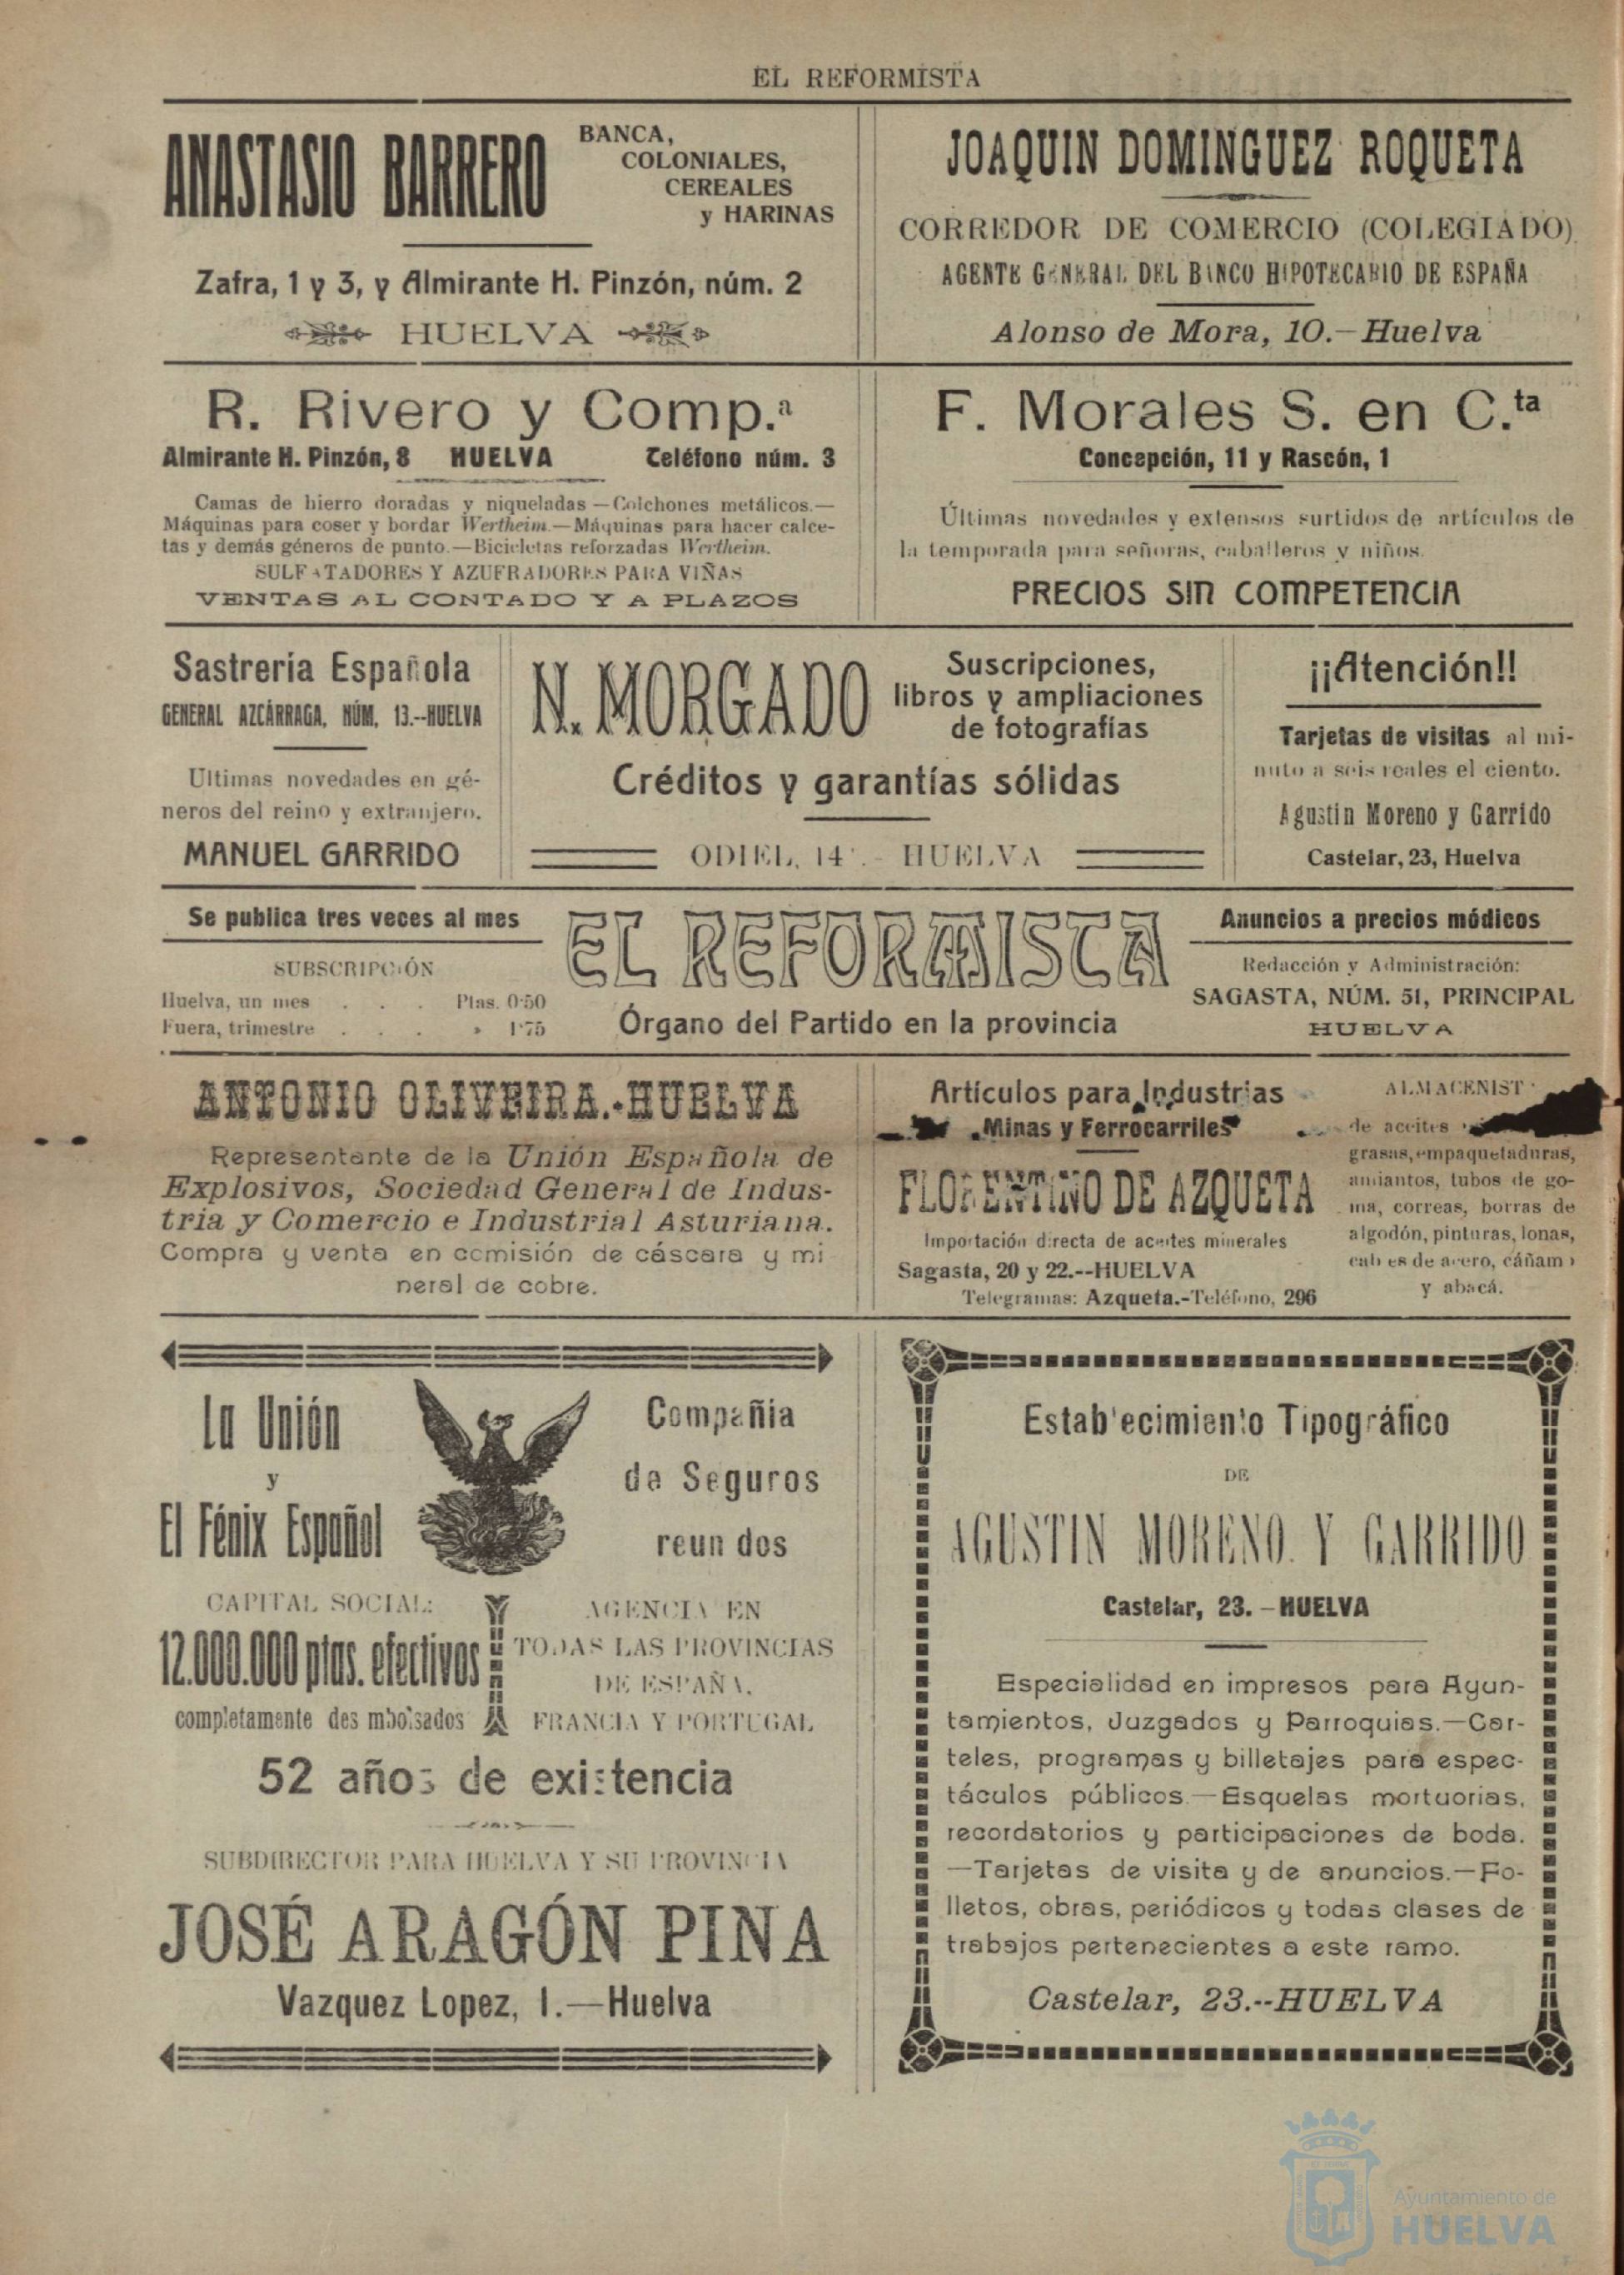 EL REFORMISTA
ANASTASIO BARRERO
BANCA,
COLONIALES,
CEREALES
y HARINAS
Zafra, 1 y 3, y Almirante H. Pinzón, núm. 2
HUELVA
JOAQUIN DOMINGUEZ ROQUETA
CORREDOR DE COMERCIO (COLEGIADO)
AGENTE GENERAL DEL BANCO HIPOTECARIO DE ESPAÑA
Alonso de Mora, 10.—Huelva
R. Rivero y Comp.ª
Almirante H. Pinzón, 8 HUELVA Teléfono núm. 3
Camas de hierro doradas y niqueladas—Colchones metálicos.—
Máquinas para coser y bordar Wertheim.—Máquinas para hacer calce-
tas y demás géneros de punto.—Bicicletas reforzadas Wertheim.
SULFATADORES Y AZUFRADORES PARA VIÑAS
VENTAS AL CONTADO Y A PLAZOS
F. Morales S. en C.ta
Concepción, 11 y Rascón, 1
Últimas novedades y extensos surtidos de artículos de
la temporada para señoras, caballeros y niños.
PRECIOS SIN COMPETENCIA
Sastrería Española
GENERAL AZCÁRRAGA, NÚM. 13.--HUELVA
Ultimas novedades en gé-
neros del reino y extranjero.
MANUEL GARRIDO
N. MORGADO
Suscripciones,
libros y ampliaciones
de fotografías
Créditos y garantías sólidas
ODIEL, 14.- HUELVA
¡¡Atención!!
Tarjetas de visitas al mi-
nuto a seis reales el ciento.
Agustin Moreno y Garrido
Castelar, 23, Huelva
Se publica tres veces al mes
SUBSCRIPCIÓN
Huelva, un mes . . . Ptas. 0·50
Fuera, trimestre . . . » 1·75
EL REFORMISTA
Órgano del Partido en la provincia
Anuncios a precios módicos
Redacción y Administración:
SAGASTA, NÚM. 51, PRINCIPAL
HUELVA
ANTONIO OLIVEIRA.-HUELVA
Representante de la Unión Española de
Explosivos, Sociedad General de Indus-
tria y Comercio e Industrial Asturiana.
Compra y venta en comisión de cáscara y mi
neral de cobre.
Artículos para Industrias
Minas y Ferrocarriles
FLORENTINO DE AZQUETA
Importación directa de aceites minerales
Sagasta, 20 y 22.--HUELVA
Telegramas: Azqueta.-Teléfono, 296
ALMACENIST
de aceites
grasas, empaquetaduras,
amiantos, tubos de go-
ma, correas, borras de
algodón, pinturas, lonas,
cables de acero, cáñamo
y abacá.
La Unión
y
El Fénix Español
Compañia
de Seguros
reunidos
CAPITAL SOCIAL:
12.000.000 ptas. efectivos
completamente desembolsados
AGENCIA EN
TODAS LAS PROVINCIAS
DE ESPAÑA,
FRANCIA Y PORTUGAL
52 años de existencia
SUBDIRECTOR PARA HUELVA Y SU PROVINCIA
JOSÉ ARAGÓN PINA
Vazquez Lopez, 1.—Huelva
Establecimiento Tipográfico
DE
AGUSTIN MORENO Y GARRIDO
Castelar, 23.—HUELVA
Especialidad en impresos para Ayun-
tamientos, Juzgados y Parroquias.—Car-
teles, programas y billetajes para espec-
táculos públicos.—Esquelas mortuorias,
recordatorios y participaciones de boda.
—Tarjetas de visita y de anuncios.—Fo-
lletos, obras, periódicos y todas clases de
trabajos pertenecientes a este ramo.
Castelar, 23.--HUELVA
Ayuntamiento de
HUELVA